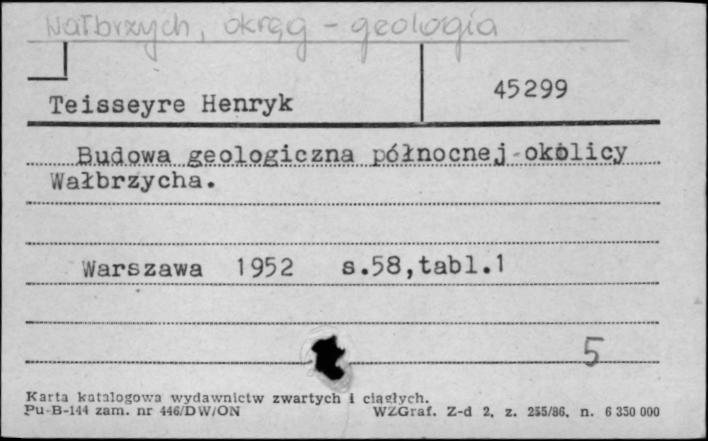 Wałbrzych, okręg - geologia
45299
Teisseyre Henryk
Budowa geologiczna północnej okolicy
Wałbrzycha.
Warszawa 1952 s.58,tabl.1
5
Karta katalogowa wydawnictw zwartych i ciągłych.
Pu-B-144 zam. nr 446/DW/ON WZGraf. Z-d 2, z. 255/86, n. 6 350 000